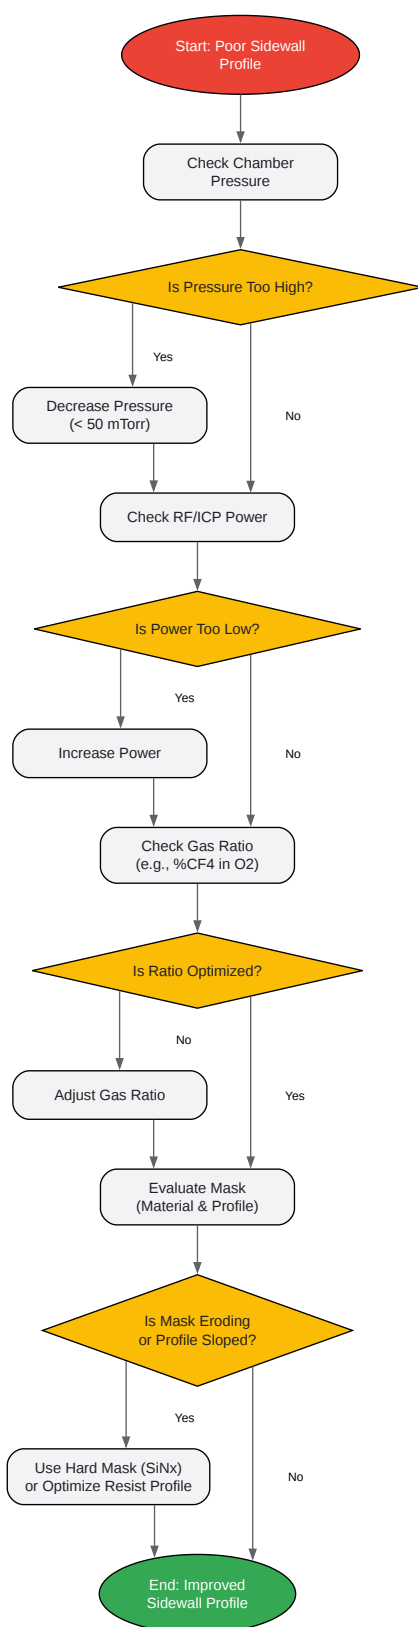 Start: Poor Sidewall
Profile
Check Chamber
Pressure
Is Pressure Too High?
Yes
Decrease Pressure
(< 50 mTorr)
No
Check RF/ICP Power
Is Power Too Low?
Yes
Increase Power
No
Check Gas Ratio
(e.g., %CF4 in O2)
Is Ratio Optimized?
No
Adjust Gas Ratio
Yes
Evaluate Mask
(Material & Profile)
Is Mask Eroding
or Profile Sloped?
Yes
Use Hard Mask (SiNx)
or Optimize Resist Profile
No
End: Improved
Sidewall Profile